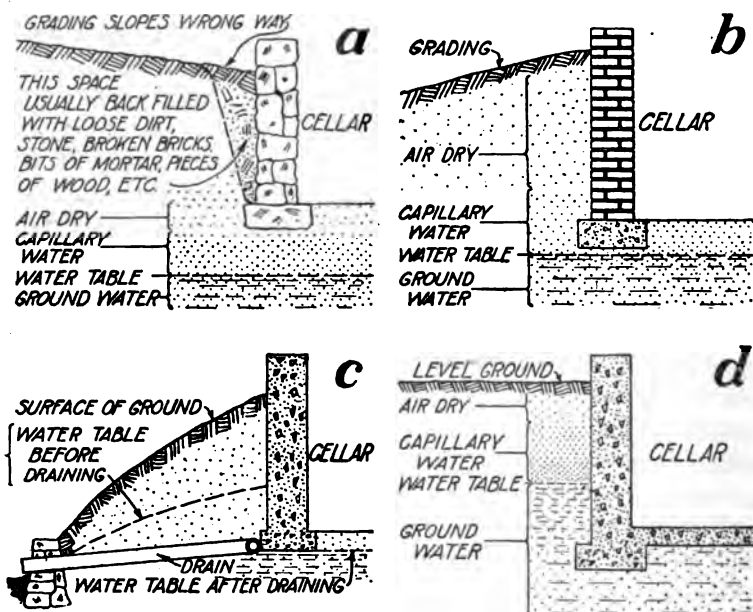 GRADING SLOPES WRONG WAY
a
THIS SPACE
USUALLY BACK FILLED
WITH LOOSE DIRT,
STONE, BROKEN BRICKS,
BITS OF MORTAR, PIECES
OF WOOD, ETC.
CELLAR
AIR DRY
CAPILLARY
WATER
WATER TABLE
GROUND WATER
b
GRADING
CELLAR
AIR DRY
CAPILLARY
WATER
WATER TABLE
GROUND
WATER
c
SURFACE OF GROUND
WATER TABLE
BEFORE
DRAINING
CELLAR
DRAIN
WATER TABLE AFTER DRAINING
d
LEVEL GROUND
AIR DRY
CAPILLARY
WATER
WATER TABLE
CELLAR
GROUND
WATER